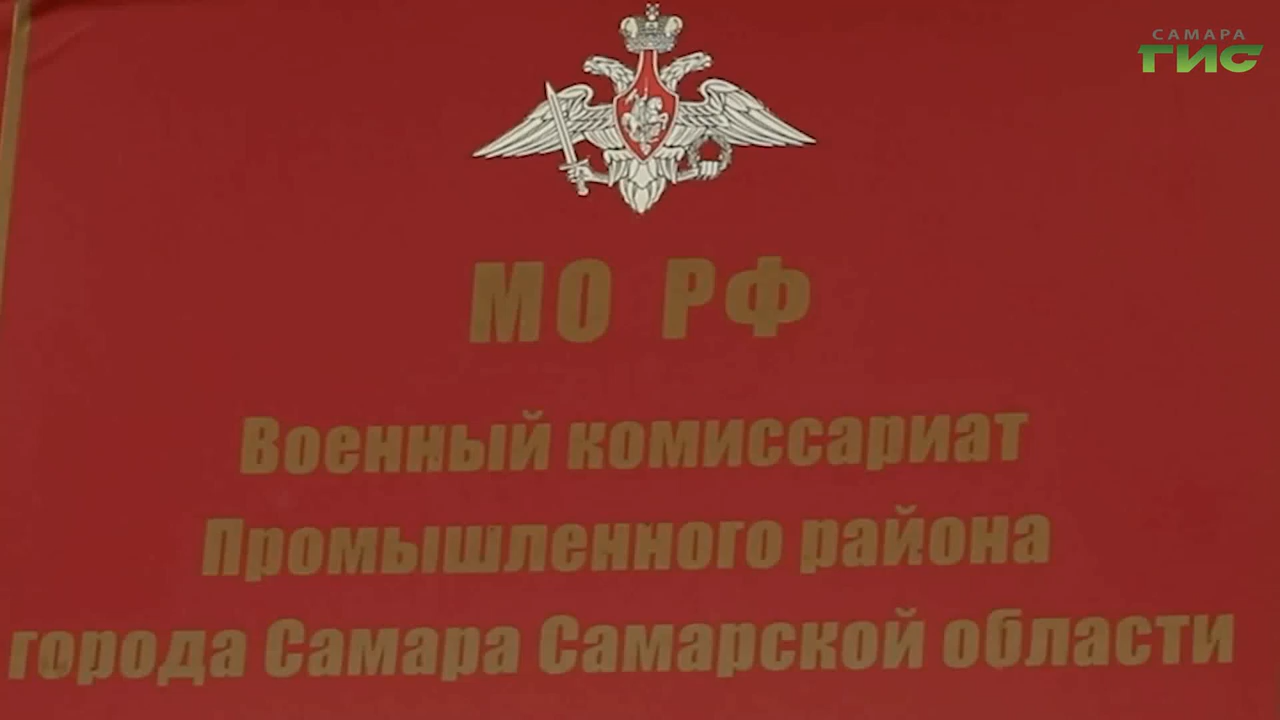 САМАРА
ГИС
МО РФ
Военный комиссариат
Промышленного района
города Самара Самарской области